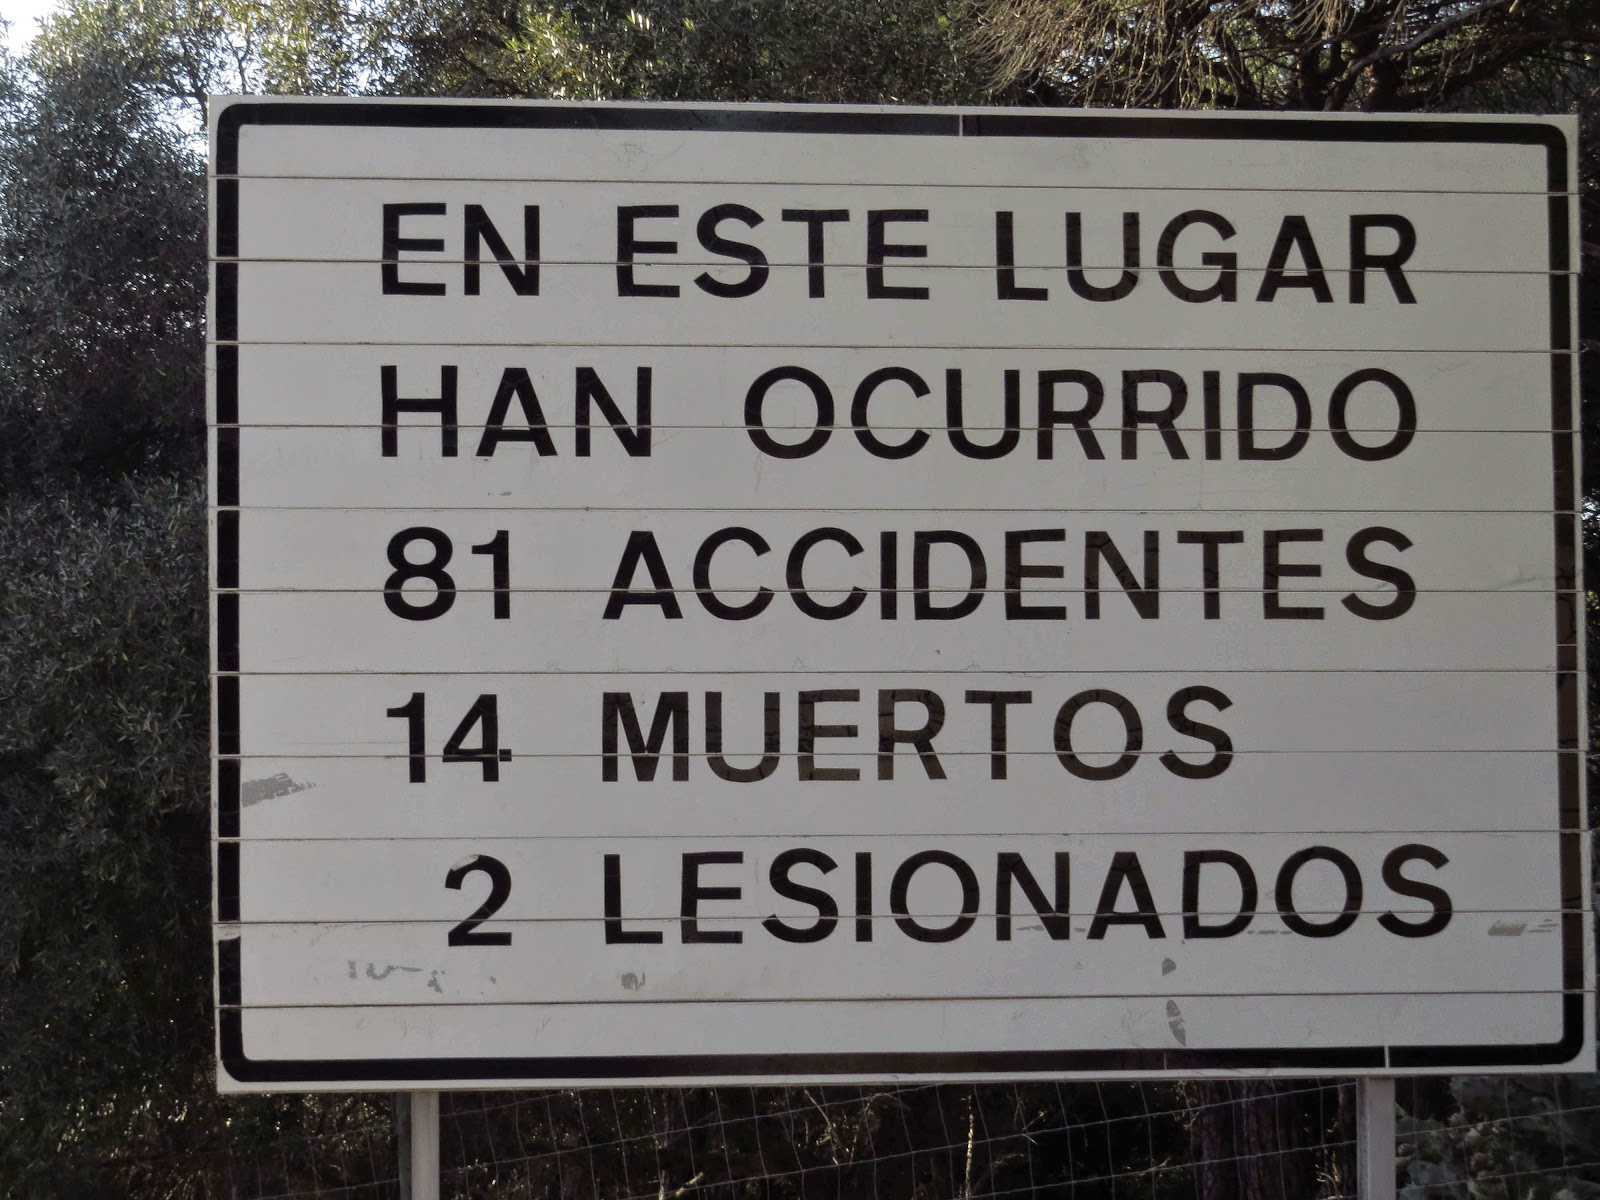 EN ESTE LUGAR
HAN OCURRIDO
81 ACCIDENTES
14 MUERTOS
2 LESIONADOS